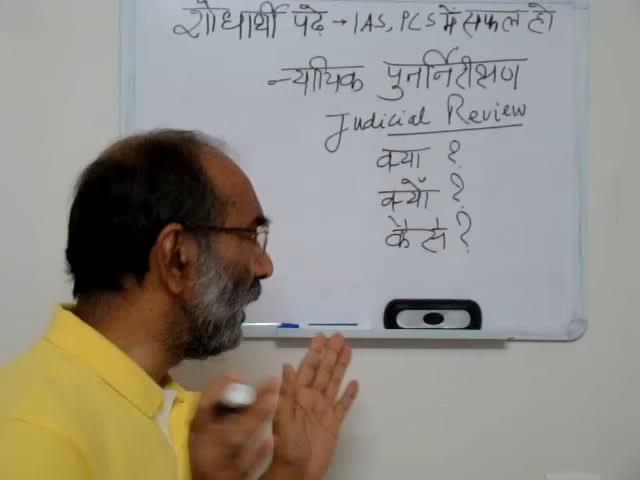 शोधार्थी पढ़े → IAS, PCS में सफल हो
न्यायिक पुनर्निरीक्षण
Judicial Review
क्या ?
क्यों ?
कैसे ?